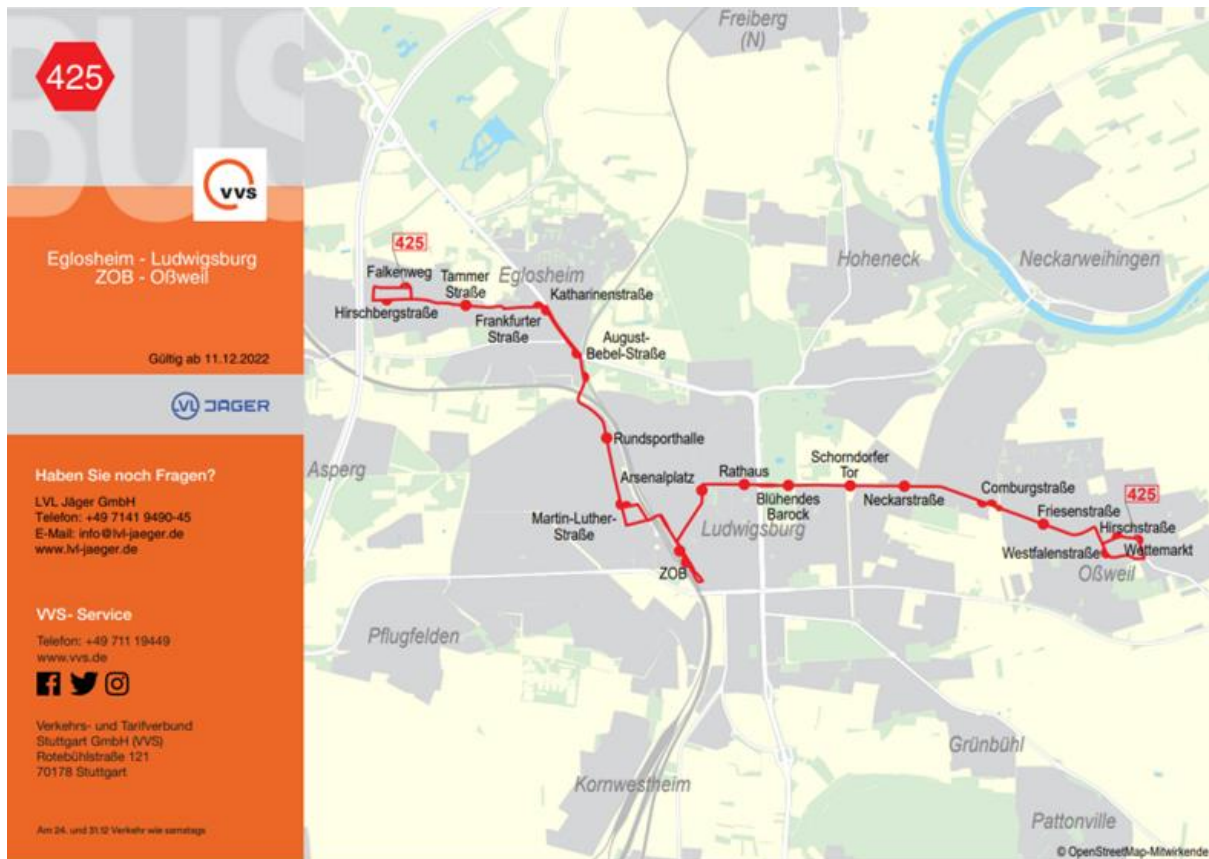 BUS
425
vvs
Eglosheim - Ludwigsburg
ZOB - Oßweil
Gültig ab 11.12.2022
LVL JÄGER
Haben Sie noch Fragen?
LVL Jäger GmbH
Telefon: +49 7141 9490-45
E-Mail: info@lvl-jaeger.de
www.lvl-jaeger.de
VVS- Service
Telefon: +49 711 19449
www.vvs.de
Verkehrs- und Tarifverbund
Stuttgart GmbH (VVS)
Rotebühlstraße 121
70178 Stuttgart
Am 24. und 31.12 Verkehr wie samstags
Freiberg
(N)
425
Falkenweg
Tammer
Straße
Eglosheim
Katharinenstraße
Hoheneck
Neckarweihingen
Hirschbergstraße
Frankfurter
Straße
August-
Bebel-Straße
Rundsporthalle
Asperg
Arsenalplatz
Rathaus
Schorndorfer
Tor
Blühendes
Barock
Neckarstraße
Comburgstraße
425
Friesenstraße
Hirschstraße
Martin-Luther-
Straße
Ludwigsburg
Westfalenstraße
Wettemarkt
ZOB
Oßweil
Pflugfelden
Grünbühl
Kornwestheim
Pattonville
© OpenStreetMap-Mitwirkende